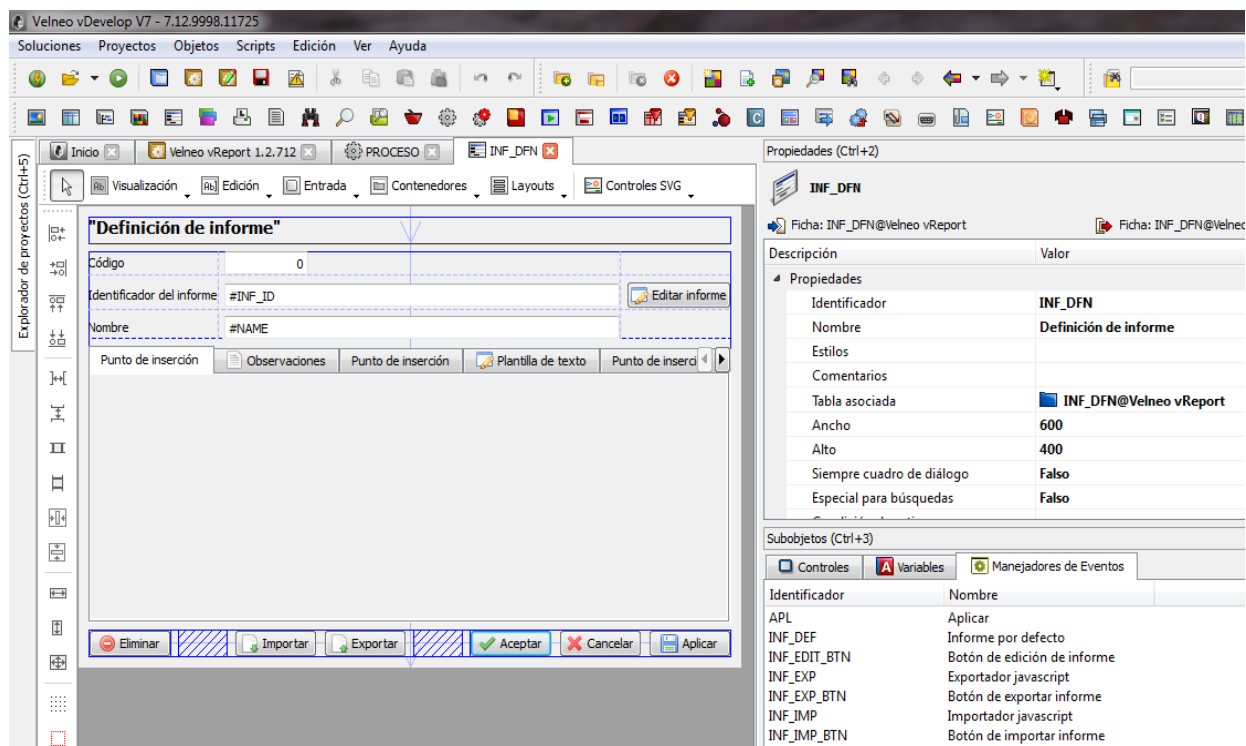 Velneo vDevelop V7 - 7.12.9998.11725
Soluciones Proyectos Objetos Scripts Edición Ver Ayuda
Inicio Velneo vReport 1.2.712 PROCESO INF_DFN
Explorador de proyectos (Ctrl+5)
Visualización Edición Entrada Contenedores Layouts Controles SVG
"Definición de informe"
Código 0
Identificador del informe #INF_ID Editar informe
Nombre #NAME
Punto de inserción Observaciones Punto de inserción Plantilla de texto Punto de inserci
Eliminar Importar Exportar Aceptar Cancelar Aplicar
Propiedades (Ctrl+2)
INF_DFN
Ficha: INF_DFN@Velneo vReport Ficha: INF_DFN@Velneo
Descripción Valor
Propiedades
Identificador INF_DFN
Nombre Definición de informe
Estilos
Comentarios
Tabla asociada INF_DFN@Velneo vReport
Ancho 600
Alto 400
Siempre cuadro de diálogo Falso
Especial para búsquedas Falso
Subobjetos (Ctrl+3)
Controles Variables Manejadores de Eventos
Identificador Nombre
APL Aplicar
INF_DEF Informe por defecto
INF_EDIT_BTN Botón de edición de informe
INF_EXP Exportador javascript
INF_EXP_BTN Botón de exportar informe
INF_IMP Importador javascript
INF_IMP_BTN Botón de importar informe